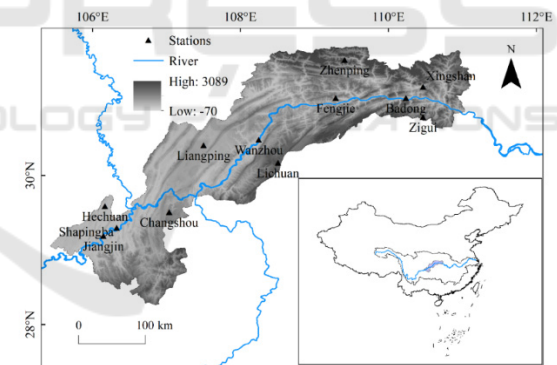 106°E
108°E
110°E
112°E
Stations
River
High: 3089
Low: -70
N
Zhenping
Xingshan
Fengjie
Badong
Zigui
Wanzhou
Liangping
Lichuan
30°N
Hechuan
Changshou
Shapingba
Jiangjin
28°N
0 100 km